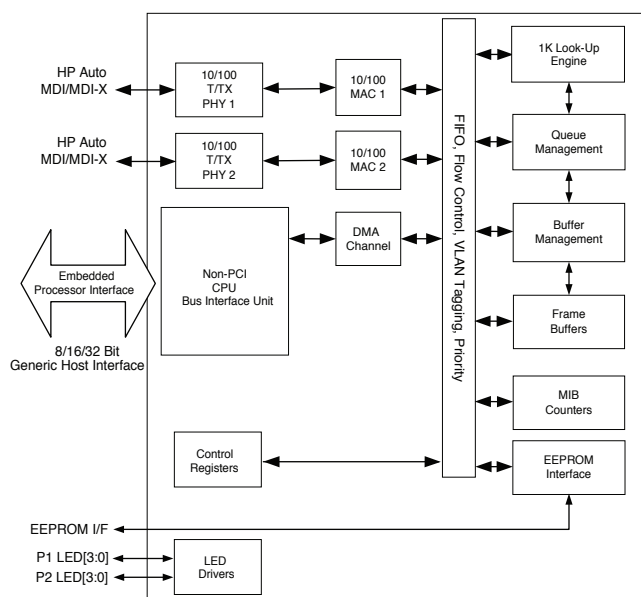 HP Auto
MDI/MDI-X
10/100
T/TX
PHY 1
10/100
MAC 1
1K Look-Up
Engine
HP Auto
MDI/MDI-X
10/100
T/TX
PHY 2
10/100
MAC 2
FIFO, Flow Control, VLAN Tagging, Priority
Queue
Management
Embedded
Processor Interface
Non-PCI
CPU
Bus Interface Unit
DMA
Channel
Buffer
Management
8/16/32 Bit
Generic Host Interface
Frame
Buffers
MIB
Counters
Control
Registers
EEPROM
Interface
EEPROM I/F
P1 LED[3:0]
P2 LED[3:0]
LED
Drivers